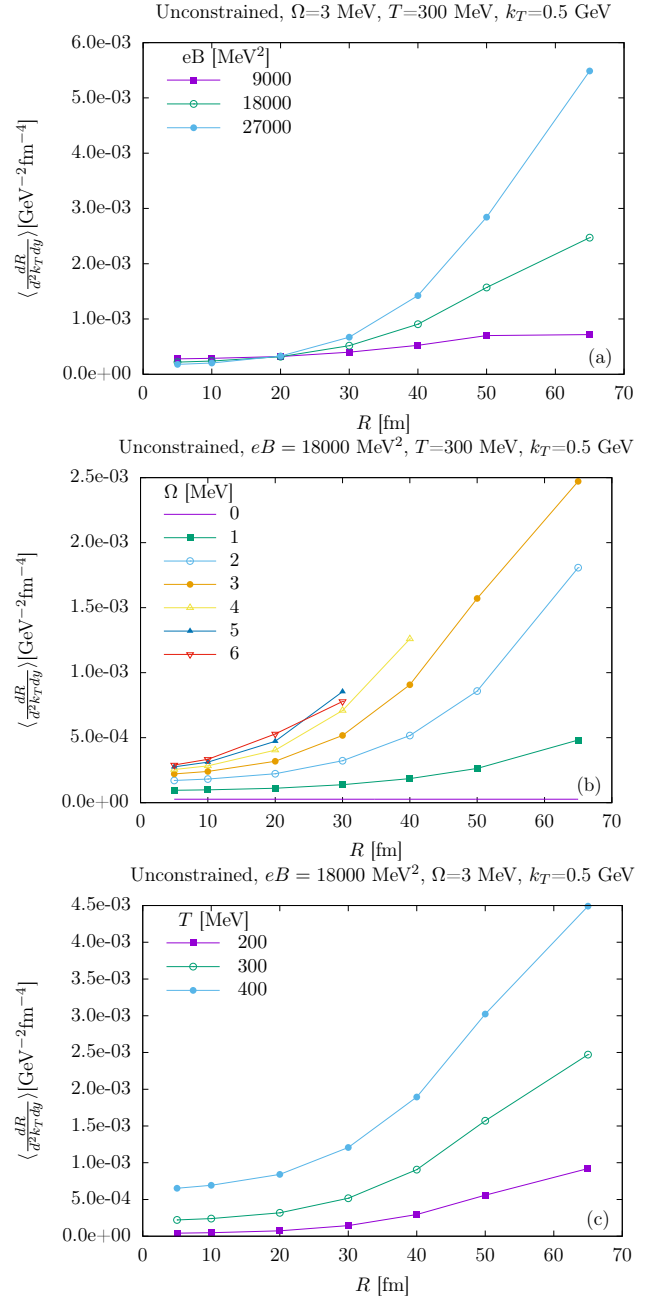 Unconstrained, Ω=3 MeV, T=300 MeV, k_T=0.5 GeV
eB [MeV²]
9000
18000
27000
6.0e-03
5.0e-03
4.0e-03
3.0e-03
2.0e-03
1.0e-03
0.0e+00
⟨dR/d²k_T dy⟩[GeV⁻²fm⁻⁴]
(a)
0 10 20 30 40 50 60 70
R [fm]
Unconstrained, eB = 18000 MeV², T=300 MeV, k_T=0.5 GeV
Ω [MeV]
0
1
2
3
4
5
6
2.5e-03
2.0e-03
1.5e-03
1.0e-03
5.0e-04
0.0e+00
⟨dR/d²k_T dy⟩[GeV⁻²fm⁻⁴]
(b)
0 10 20 30 40 50 60 70
R [fm]
Unconstrained, eB = 18000 MeV², Ω=3 MeV, k_T=0.5 GeV
T [MeV]
200
300
400
4.5e-03
4.0e-03
3.5e-03
3.0e-03
2.5e-03
2.0e-03
1.5e-03
1.0e-03
5.0e-04
0.0e+00
⟨dR/d²k_T dy⟩[GeV⁻²fm⁻⁴]
(c)
0 10 20 30 40 50 60 70
R [fm]